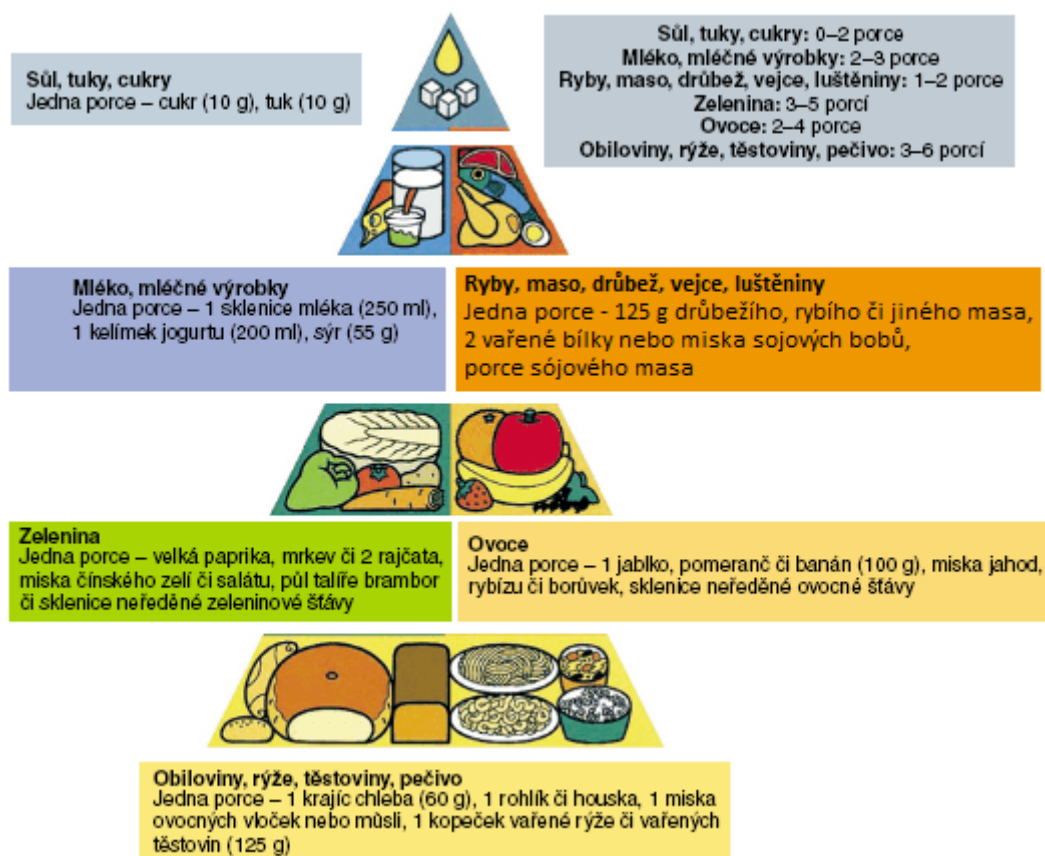 Sůl, tuky, cukry
Jedna porce – cukr (10 g), tuk (10 g)
Sůl, tuky, cukry: 0–2 porce
Mléko, mléčné výrobky: 2–3 porce
Ryby, maso, drůbež, vejce, luštěniny: 1–2 porce
Zelenina: 3–5 porcí
Ovoce: 2–4 porce
Obiloviny, rýže, těstoviny, pečivo: 3–6 porcí
Mléko, mléčné výrobky
Jedna porce – 1 sklenice mléka (250 ml),
1 kelímek jogurtu (200 ml), sýr (55 g)
Ryby, maso, drůbež, vejce, luštěniny
Jedna porce - 125 g drůbežího, rybího či jiného masa,
2 vařené bílky nebo miska sojových bobů,
porce sójového masa
Zelenina
Jedna porce – velká paprika, mrkev či 2 rajčata,
miska čínského zelí či salátu, půl talíře brambor
či sklenice neředěné zeleninové šťávy
Ovoce
Jedna porce – 1 jablko, pomeranč či banán (100 g), miska jahod,
rybízu či borůvek, sklenice neředěné ovocné šťávy
Obiloviny, rýže, těstoviny, pečivo
Jedna porce – 1 krajíc chleba (60 g), 1 rohlík či houska, 1 miska
ovocných vloček nebo műsli, 1 kopeček vařené rýže či vařených
těstovin (125 g)